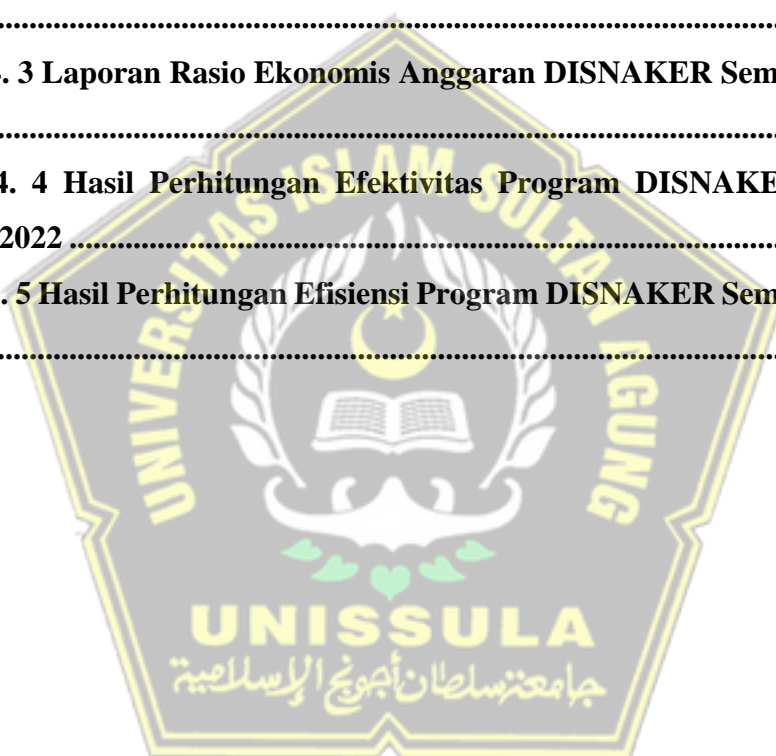 ....................................................................................................
. 3 Laporan Rasio Ekonomis Anggaran DISNAKER Sem
....................................................................................................
4. 4 Hasil Perhitungan Efektivitas Program DISNAKE
2022 ..........................................................................................
. 5 Hasil Perhitungan Efisiensi Program DISNAKER Sem
....................................................................................................
UNIVERSITAS ISLAM SULTAN AGUNG
UNISSULA
جامعتسلطان أجونج الإسلامية